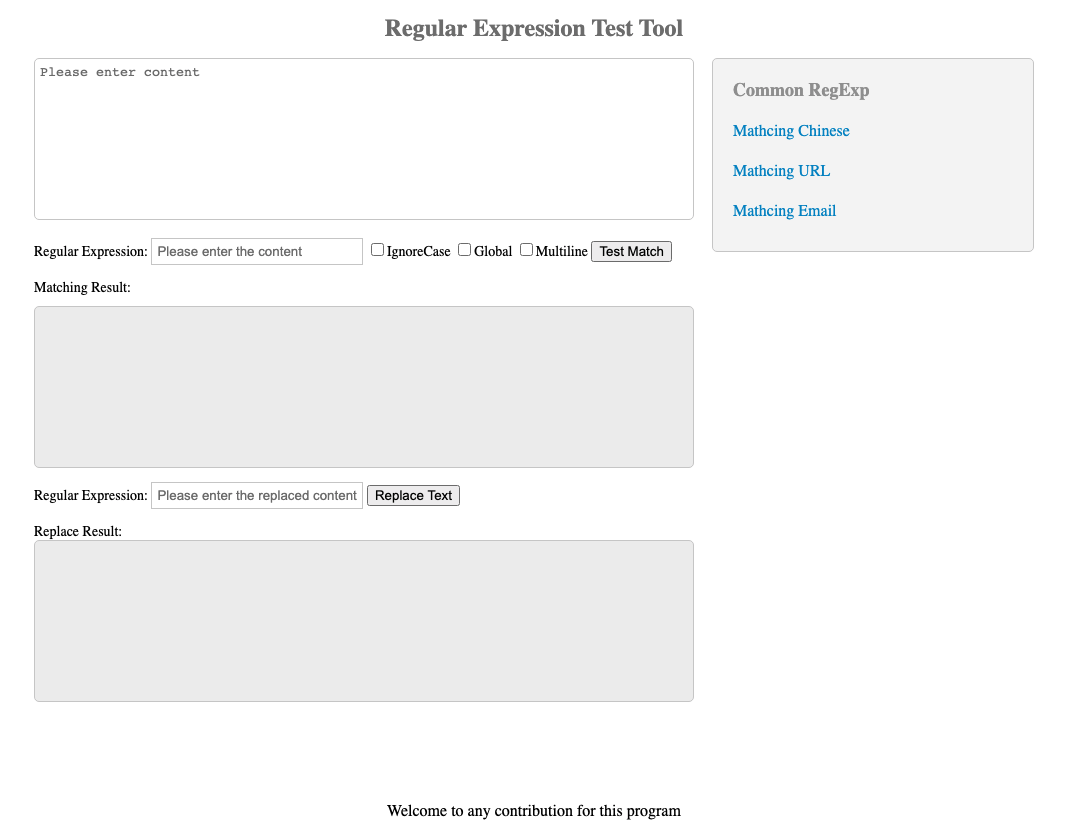 Regular Expression Test Tool
Please enter content
Regular Expression: Please enter the content IgnoreCase Global Multiline Test Match
Matching Result:
Regular Expression: Please enter the replaced content Replace Text
Replace Result:
Common RegExp
Mathcing Chinese
Mathcing URL
Mathcing Email
Welcome to any contribution for this program